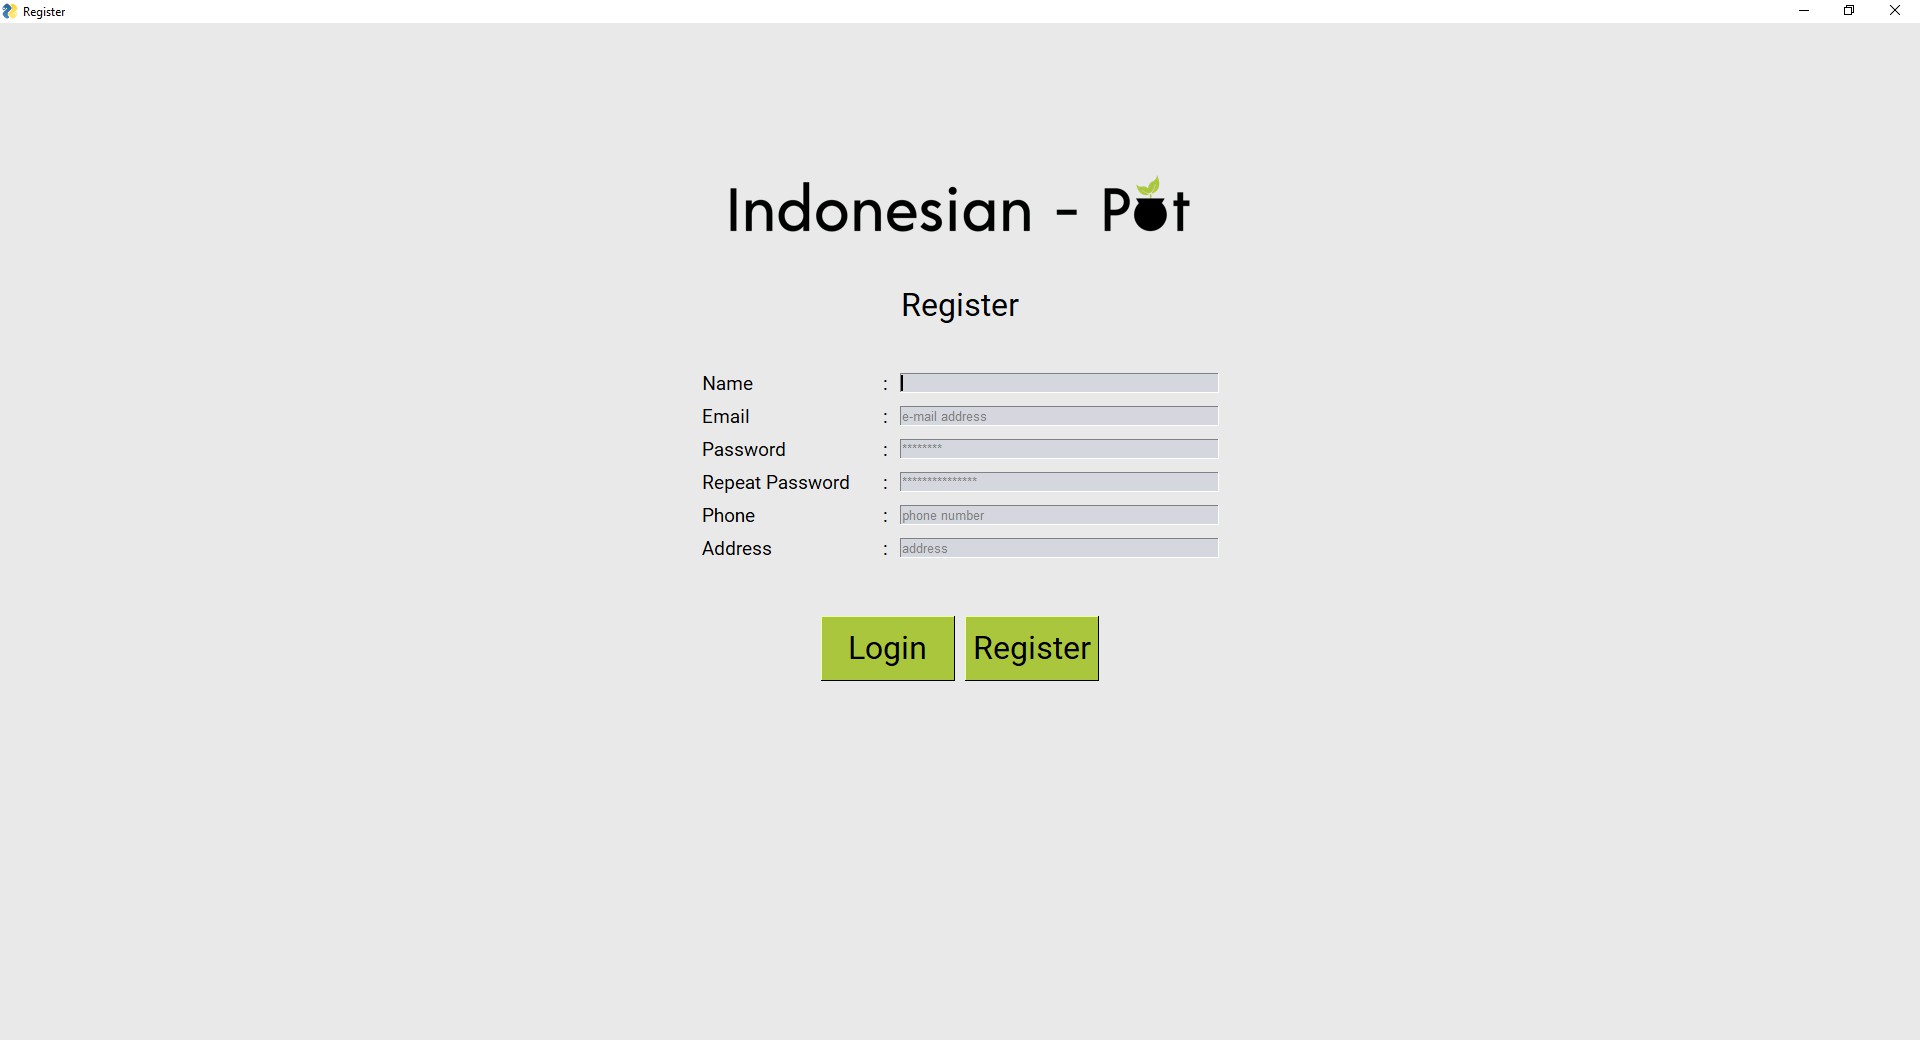 Register
Indonesian - Pot
Register
Name :
Email : e-mail address
Password : ********
Repeat Password : ***************
Phone : phone number
Address : address
Login Register